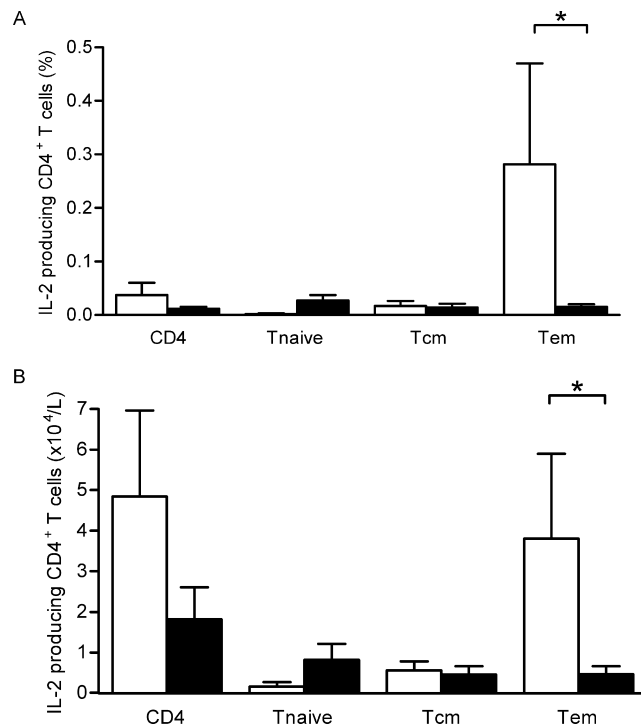 A
*
IL-2 producing CD4⁺ T cells (%)
0.5
0.4
0.3
0.2
0.1
0.0
CD4 Tnaive Tcm Tem
B
*
IL-2 producing CD4⁺ T cells (x10⁴/L)
7
6
5
4
3
2
1
0
CD4 Tnaive Tcm Tem